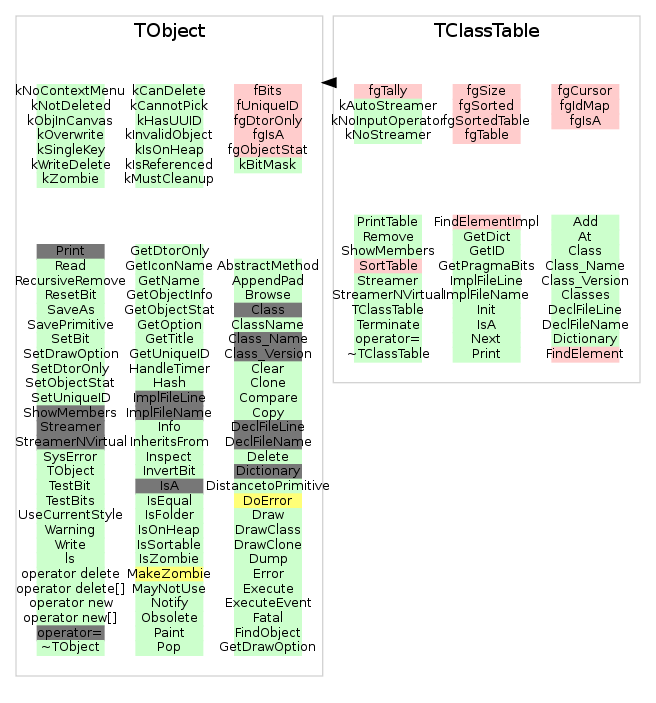 TObject
kNoContextMenu kCanDelete fBits
kNotDeleted kCannotPick fUniqueID
kObjInCanvas kHasUUID fgDtorOnly
kOverwrite kInvalidObject fgIsA
kSingleKey kIsOnHeap fgObjectStat
kWriteDelete kIsReferenced kBitMask
kZombie kMustCleanup
Print GetDtorOnly
Read GetIconName AbstractMethod
RecursiveRemove GetName AppendPad
ResetBit GetObjectInfo Browse
SaveAs GetObjectStat Class
SavePrimitive GetOption ClassName
SetBit GetTitle Class_Name
SetDrawOption GetUniqueID Class_Version
SetDtorOnly HandleTimer Clear
SetObjectStat Hash Clone
SetUniqueID ImplFileLine Compare
ShowMembers ImplFileName Copy
Streamer Info DeclFileLine
StreamerNVirtual InheritsFrom DeclFileName
SysError Inspect Delete
TObject InvertBit Dictionary
TestBit IsA DistancetoPrimitive
TestBits IsEqual DoError
UseCurrentStyle IsFolder Draw
Warning IsOnHeap DrawClass
Write IsSortable DrawClone
ls IsZombie Dump
operator delete MakeZombie Error
operator delete[] MayNotUse Execute
operator new Notify ExecuteEvent
operator new[] Obsolete Fatal
operator= Paint FindObject
~TObject Pop GetDrawOption
TClassTable
fgTally fgSize fgCursor
kAutoStreamer fgSorted fgIdMap
kNoInputOperator fgSortedTable fgIsA
kNoStreamer fgTable
PrintTable FindElementImpl Add
Remove GetDict At
ShowMembers GetID Class
SortTable GetPragmaBits Class_Name
Streamer ImplFileLine Class_Version
StreamerNVirtual ImplFileName Classes
TClassTable Init DeclFileLine
Terminate IsA DeclFileName
operator= Next Dictionary
~TClassTable Print FindElement